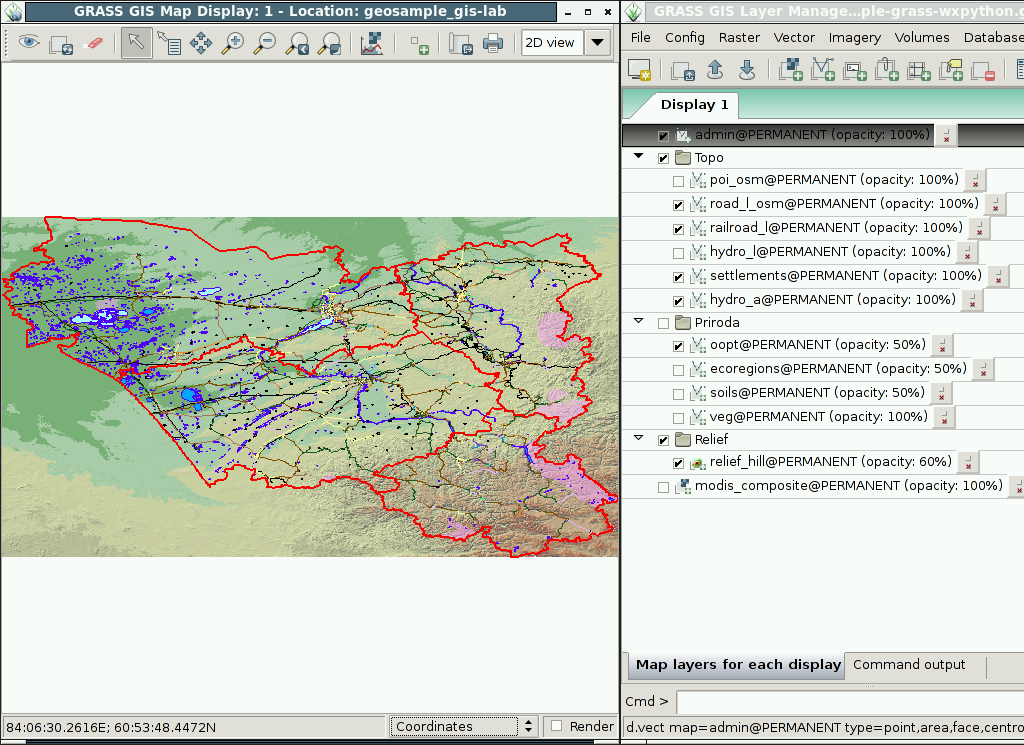 GRASS GIS Map Display: 1 - Location: geosample_gis-lab
2D view
84:06:30.2616E; 60:53:48.4472N
Coordinates
Render
GRASS GIS Layer Manage...ple-grass-wxpython.g
File Config Raster Vector Imagery Volumes Database
Display 1
admin@PERMANENT (opacity: 100%)
Topo
poi_osm@PERMANENT (opacity: 100%)
road_l_osm@PERMANENT (opacity: 100%)
railroad_l@PERMANENT (opacity: 100%)
hydro_l@PERMANENT (opacity: 100%)
settlements@PERMANENT (opacity: 100%)
hydro_a@PERMANENT (opacity: 100%)
Priroda
oopt@PERMANENT (opacity: 50%)
ecoregions@PERMANENT (opacity: 50%)
soils@PERMANENT (opacity: 50%)
veg@PERMANENT (opacity: 100%)
Relief
relief_hill@PERMANENT (opacity: 60%)
modis_composite@PERMANENT (opacity: 100%)
Map layers for each display
Command output
Cmd >
d.vect map=admin@PERMANENT type=point,area,face,centro